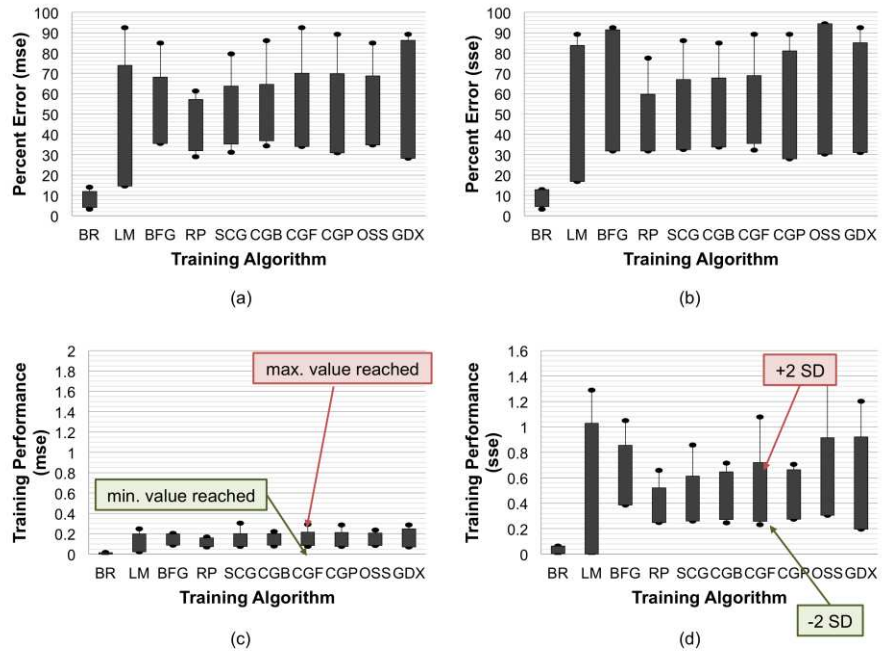 Percent Error (mse)
100
90
80
70
60
50
40
30
20
10
0
BR LM BFG RP SCG CGB CGF CGP OSS GDX
Training Algorithm
(a)
Percent Error (sse)
100
90
80
70
60
50
40
30
20
10
0
BR LM BFG RP SCG CGB CGF CGP OSS GDX
Training Algorithm
(b)
Training Performance
(mse)
2
1.8
1.6
1.4
1.2
1
0.8
0.6
0.4
0.2
0
max. value reached
min. value reached
BR LM BFG RP SCG CGB CGF CGP OSS GDX
Training Algorithm
(c)
Training Performance
(sse)
1.6
1.4
1.2
1
0.8
0.6
0.4
0.2
0
+2 SD
BR LM BFG RP SCG CGB CGF CGP OSS GDX
Training Algorithm
-2 SD
(d)